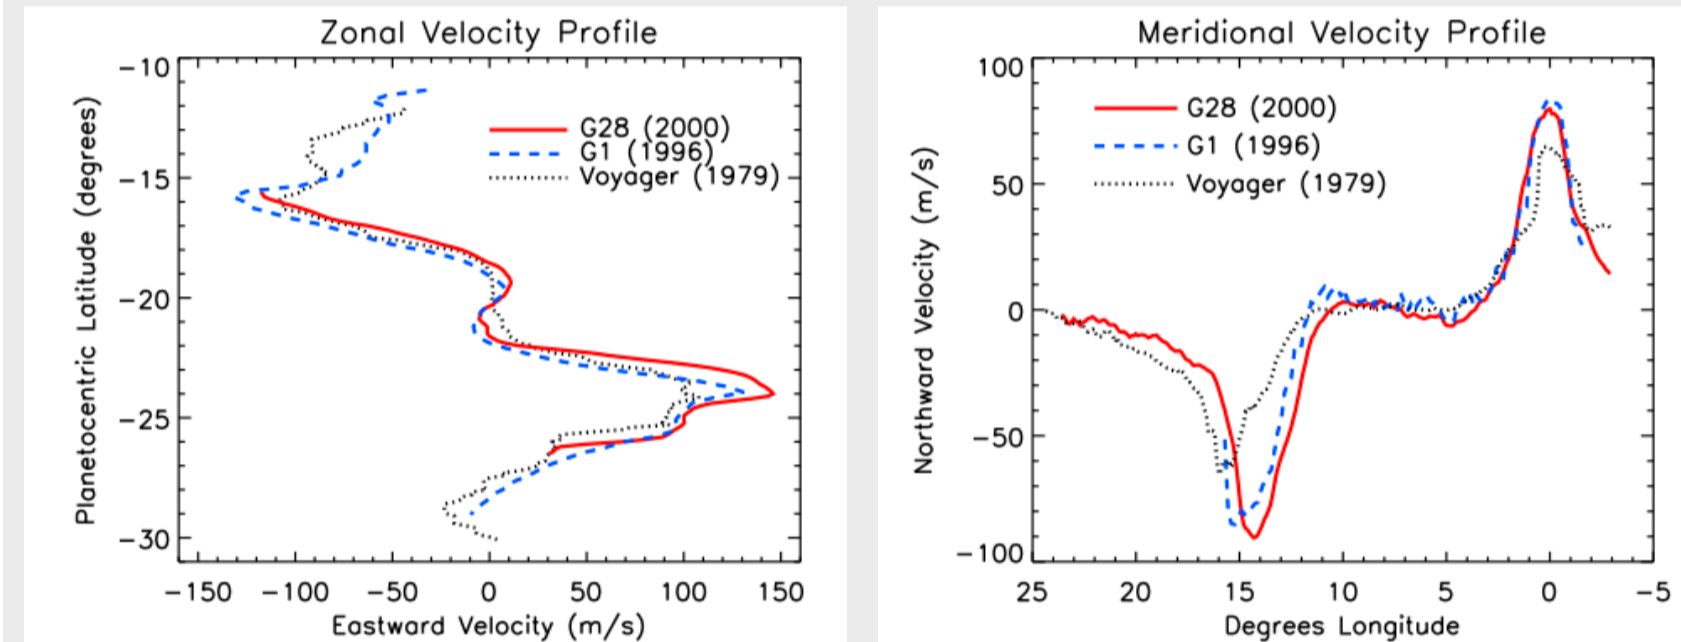 Zonal Velocity Profile
Planetocentric Latitude (degrees)
-10
-15
-20
-25
-30
G28 (2000)
G1 (1996)
Voyager (1979)
-150 -100 -50 0 50 100 150
Eastward Velocity (m/s)
Meridional Velocity Profile
Northward Velocity (m/s)
100
50
0
-50
-100
G28 (2000)
G1 (1996)
Voyager (1979)
25 20 15 10 5 0 -5
Degrees Longitude